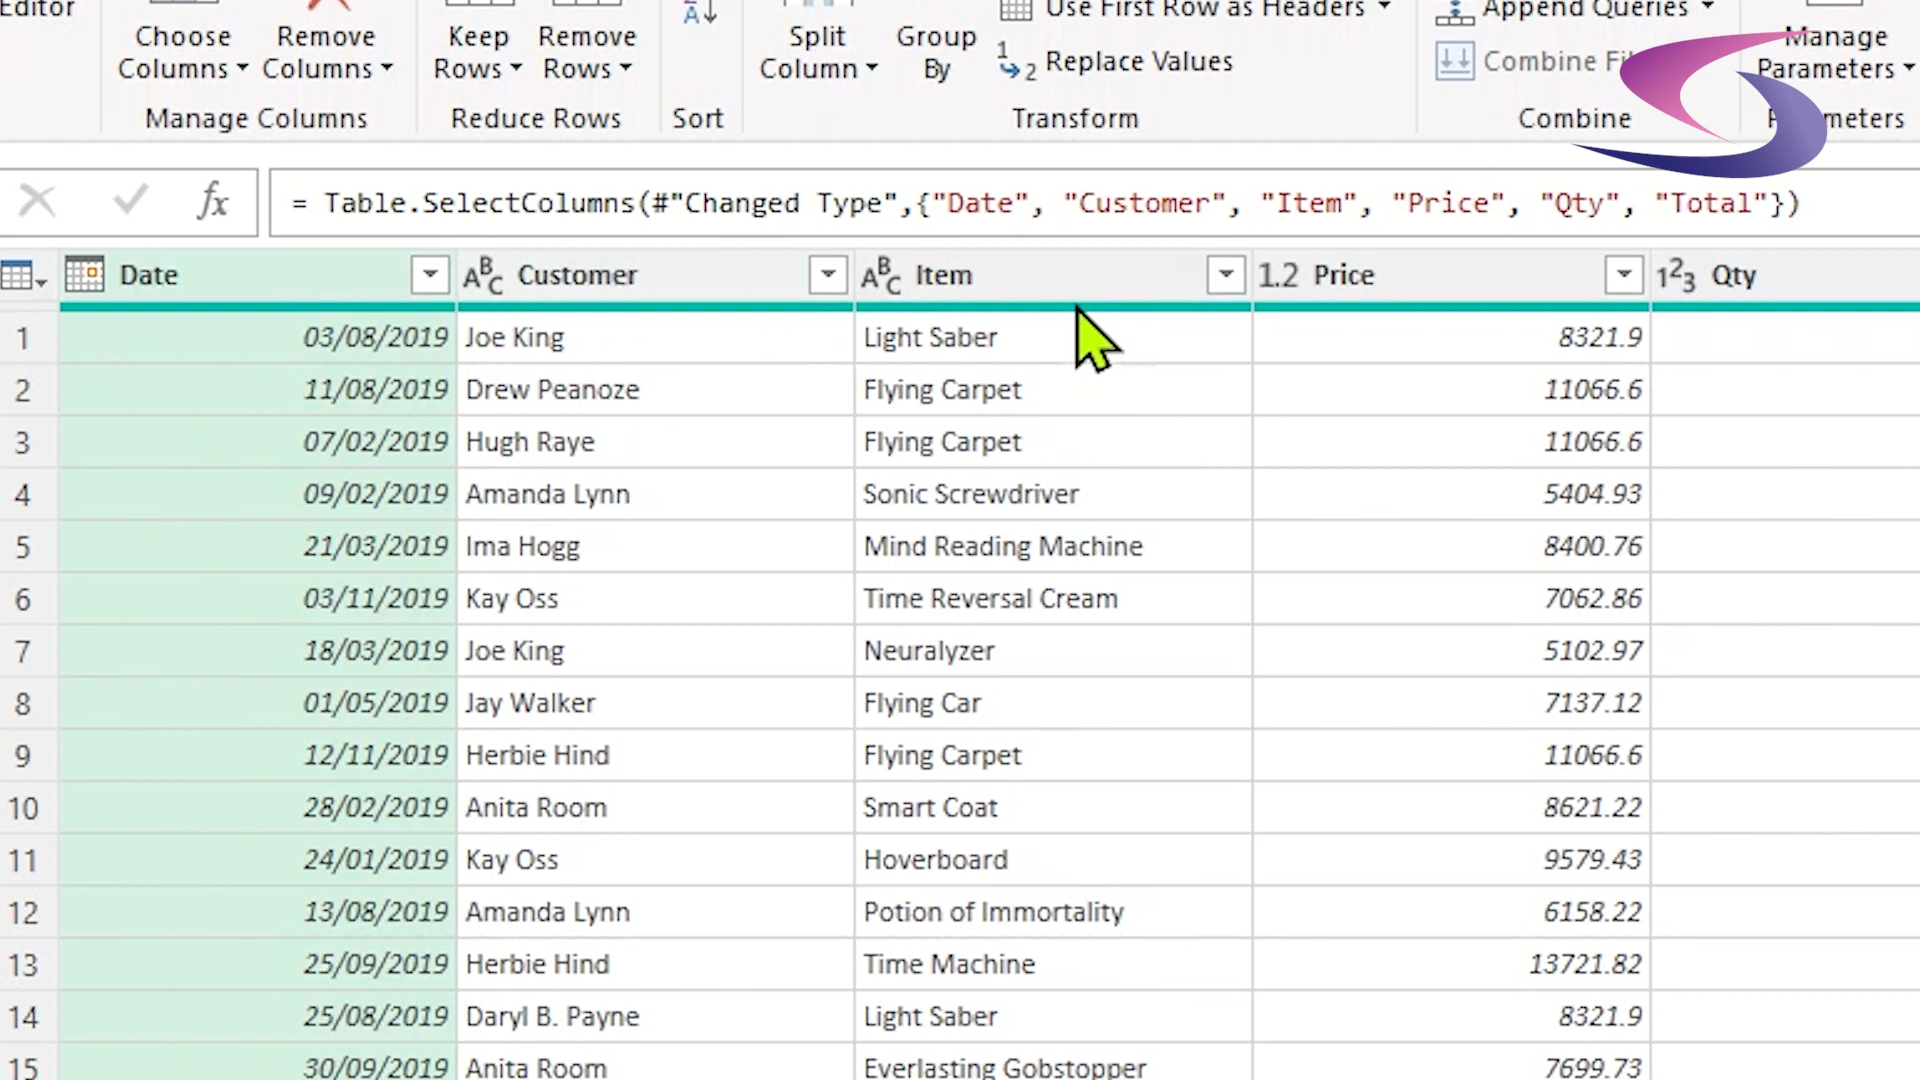 Editor
Choose Columns
Remove Columns
Keep Rows
Remove Rows
A
Split Column
Group By
Use First Row as Headers
1 2 Replace Values
Append Queries
Combine Fi
Manage Parameters
Manage Columns
Reduce Rows
Sort
Transform
Combine
P meters
fx
= Table.SelectColumns(#"Changed Type",{"Date", "Customer", "Item", "Price", "Qty", "Total"})
Date ABC Customer ABC Item 1.2 Price 123 Qty
1 03/08/2019 Joe King Light Saber 8321.9
2 11/08/2019 Drew Peanoze Flying Carpet 11066.6
3 07/02/2019 Hugh Raye Flying Carpet 11066.6
4 09/02/2019 Amanda Lynn Sonic Screwdriver 5404.93
5 21/03/2019 Ima Hogg Mind Reading Machine 8400.76
6 03/11/2019 Kay Oss Time Reversal Cream 7062.86
7 18/03/2019 Joe King Neuralyzer 5102.97
8 01/05/2019 Jay Walker Flying Car 7137.12
9 12/11/2019 Herbie Hind Flying Carpet 11066.6
10 28/02/2019 Anita Room Smart Coat 8621.22
11 24/01/2019 Kay Oss Hoverboard 9579.43
12 13/08/2019 Amanda Lynn Potion of Immortality 6158.22
13 25/09/2019 Herbie Hind Time Machine 13721.82
14 25/08/2019 Daryl B. Payne Light Saber 8321.9
15 30/09/2019 Anita Room Everlasting Gobstopper 7699.73